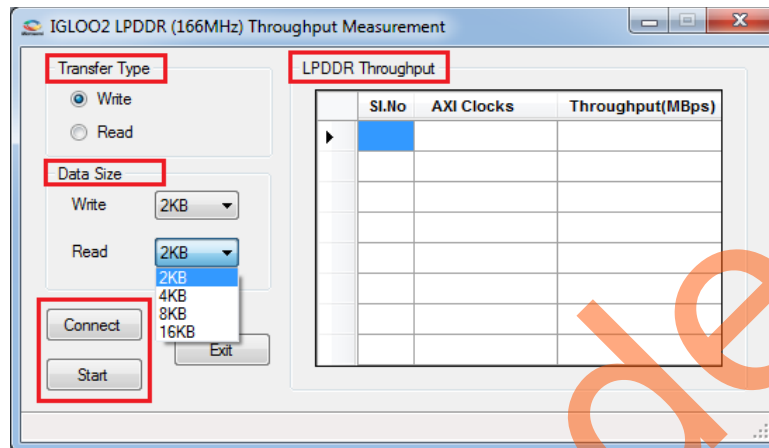 IGLOO2 LPDDR (166MHz) Throughput Measurement
Transfer Type
Write
Read
Data Size
Write 2KB
Read 2KB
2KB
4KB
8KB
16KB
Connect
Exit
Start
LPDDR Throughput
Sl.No AXI Clocks Throughput(MBps)